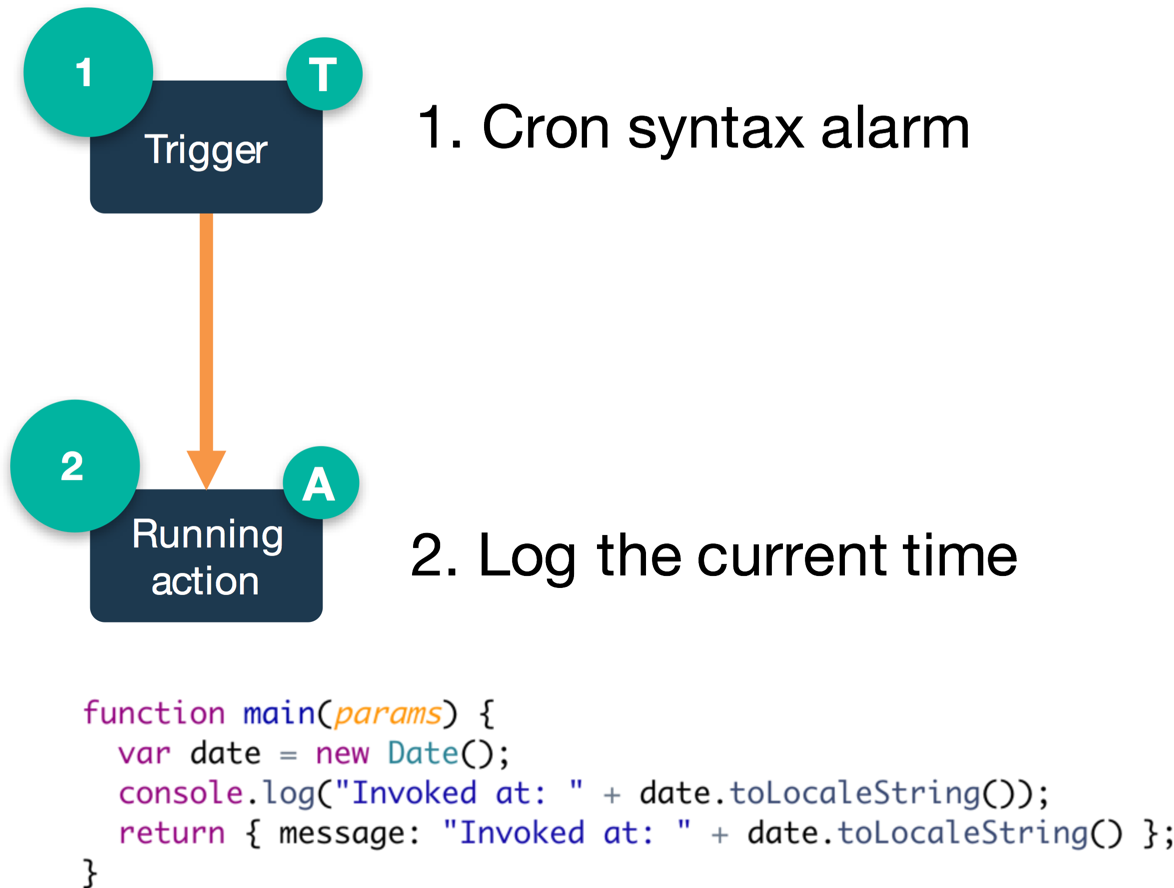 1
T
Trigger
1. Cron syntax alarm
2
A
Running
action
2. Log the current time
function main(params) {
  var date = new Date();
  console.log("Invoked at: " + date.toLocaleString());
  return { message: "Invoked at: " + date.toLocaleString() };
}